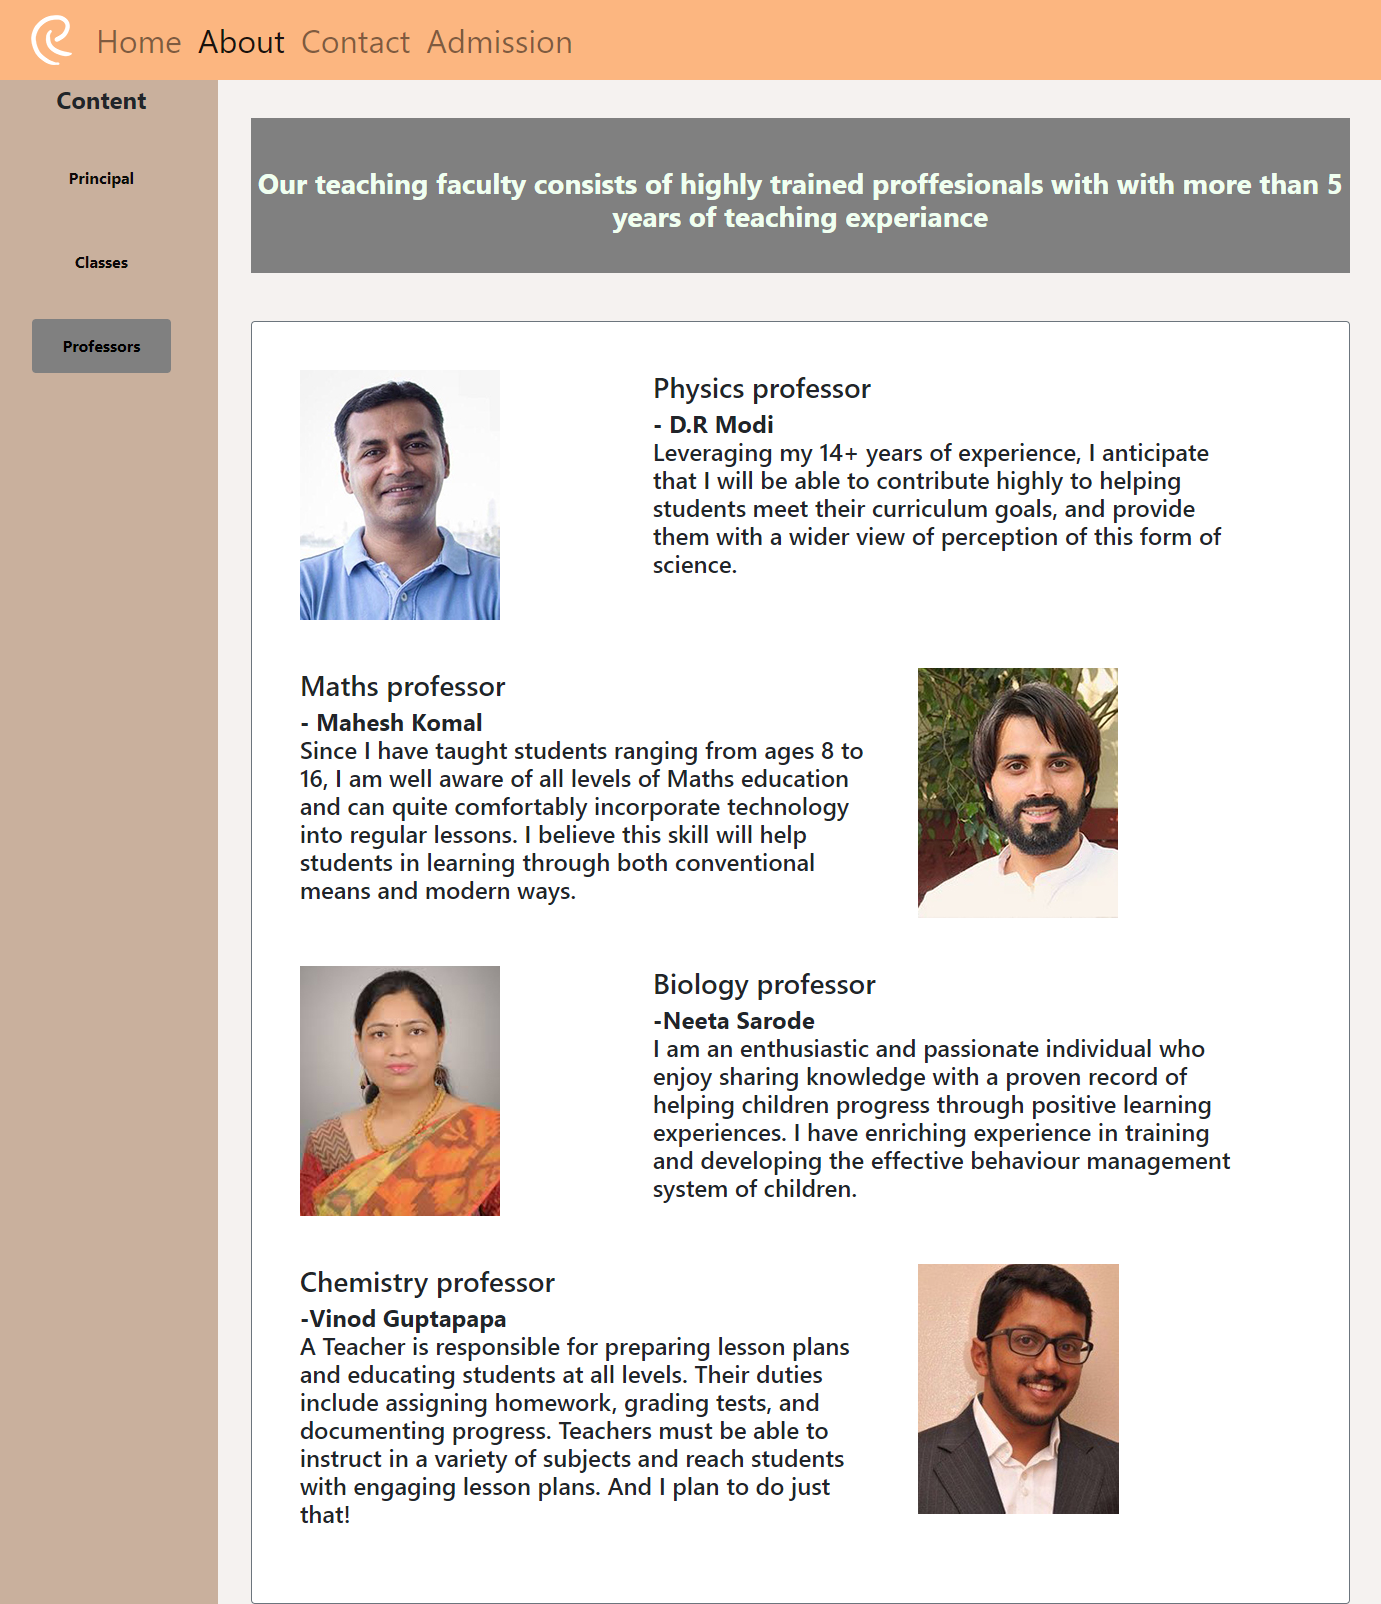 Home About Contact Admission
Content
Principal
Classes
Professors
Our teaching faculty consists of highly trained proffesionals with with more than 5
years of teaching experiance
Physics professor
- D.R Modi
Leveraging my 14+ years of experience, I anticipate
that I will be able to contribute highly to helping
students meet their curriculum goals, and provide
them with a wider view of perception of this form of
science.
Maths professor
- Mahesh Komal
Since I have taught students ranging from ages 8 to
16, I am well aware of all levels of Maths education
and can quite comfortably incorporate technology
into regular lessons. I believe this skill will help
students in learning through both conventional
means and modern ways.
Biology professor
-Neeta Sarode
I am an enthusiastic and passionate individual who
enjoy sharing knowledge with a proven record of
helping children progress through positive learning
experiences. I have enriching experience in training
and developing the effective behaviour management
system of children.
Chemistry professor
-Vinod Guptapapa
A Teacher is responsible for preparing lesson plans
and educating students at all levels. Their duties
include assigning homework, grading tests, and
documenting progress. Teachers must be able to
instruct in a variety of subjects and reach students
with engaging lesson plans. And I plan to do just
that!